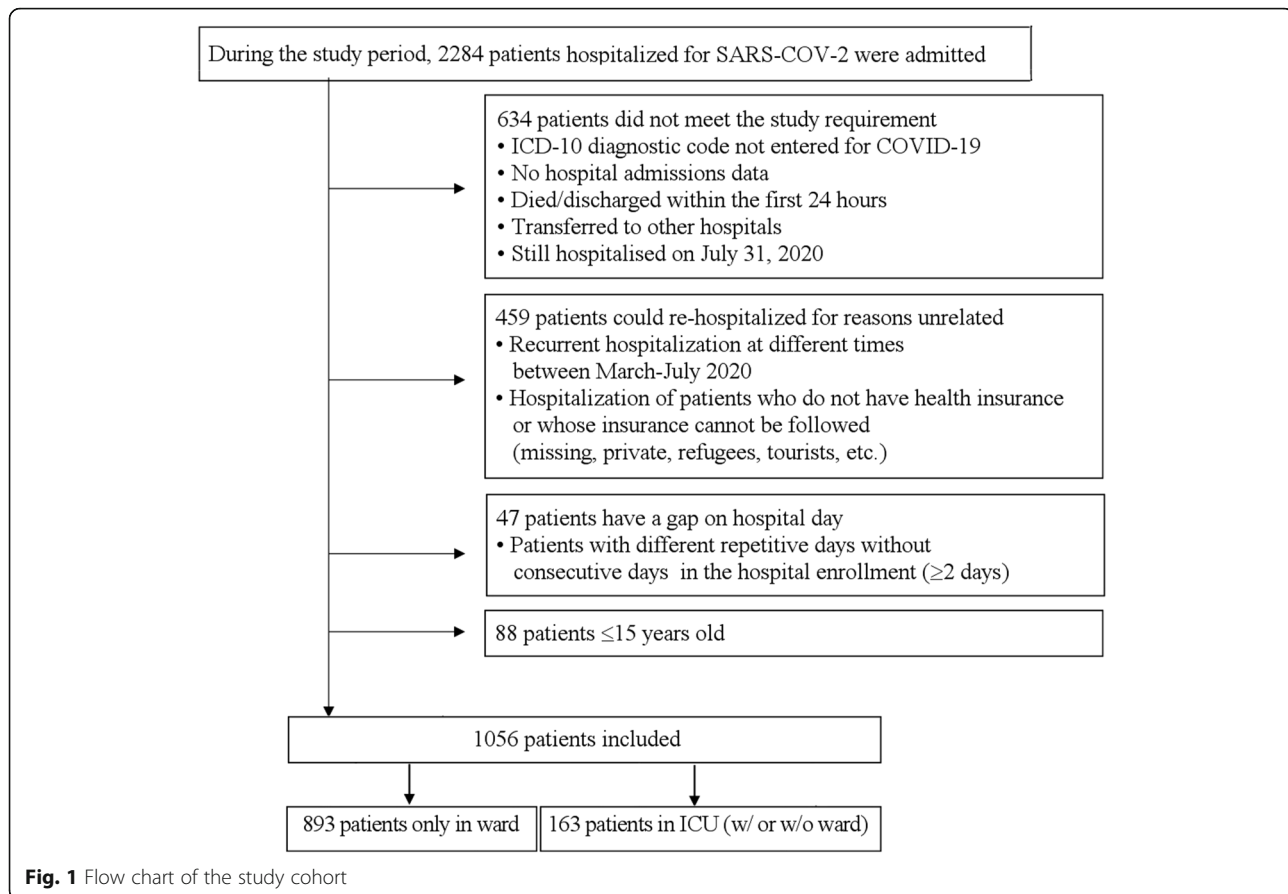 During the study period, 2284 patients hospitalized for SARS-COV-2 were admitted
634 patients did not meet the study requirement
• ICD-10 diagnostic code not entered for COVID-19
• No hospital admissions data
• Died/discharged within the first 24 hours
• Transferred to other hospitals
• Still hospitalised on July 31, 2020
459 patients could re-hospitalized for reasons unrelated
• Recurrent hospitalization at different times
between March-July 2020
• Hospitalization of patients who do not have health insurance
or whose insurance cannot be followed
(missing, private, refugees, tourists, etc.)
47 patients have a gap on hospital day
• Patients with different repetitive days without
consecutive days in the hospital enrollment (≥2 days)
88 patients ≤15 years old
1056 patients included
893 patients only in ward
163 patients in ICU (w/ or w/o ward)
Fig. 1 Flow chart of the study cohort